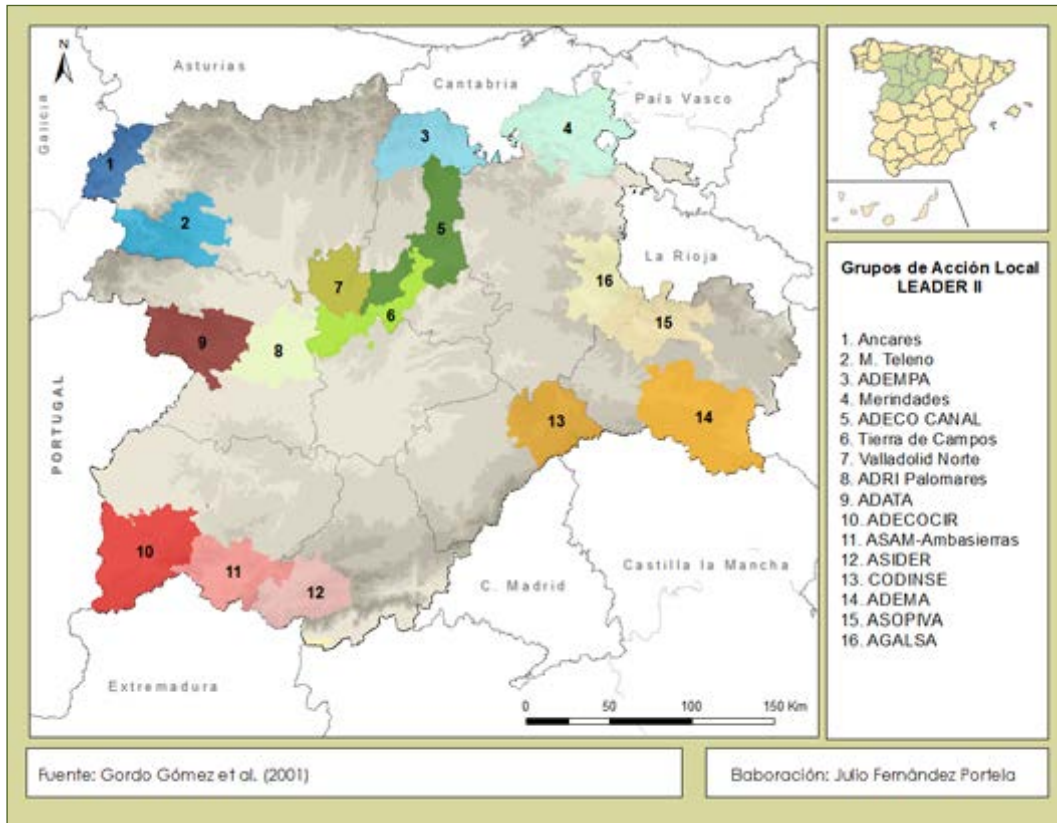 N
Asturias
Cantabria
País Vasco
Galicia
La Rioja
PORTUGAL
Castilla la Mancha
C. Madrid
Extremadura
1
2
3
4
5
6
7
8
9
10
11
12
13
14
15
16
0 50 100 150 Km
Grupos de Acción Local
LEADER II
1. Ancares
2. M. Teleno
3. ADEMPA
4. Merindades
5. ADECO CANAL
6. Tierra de Campos
7. Valladolid Norte
8. ADRI Palomares
9. ADATA
10. ADECOCIR
11. ASAM-Ambasierras
12. ASIDER
13. CODINSE
14. ADEMA
15. ASOPIVA
16. AGALSA
Fuente: Gordo Gómez et al. (2001)
Baboración: Julio Fernández Portela